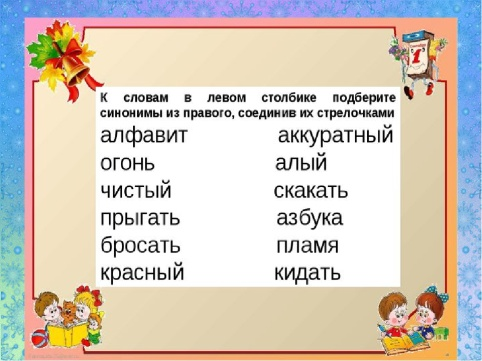 К словам в левом столбике подберите
синонимы из правого, соединив их стрелочками
алфавит аккуратный
огонь алый
чистый скакать
прыгать азбука
бросать пламя
красный кидать
1